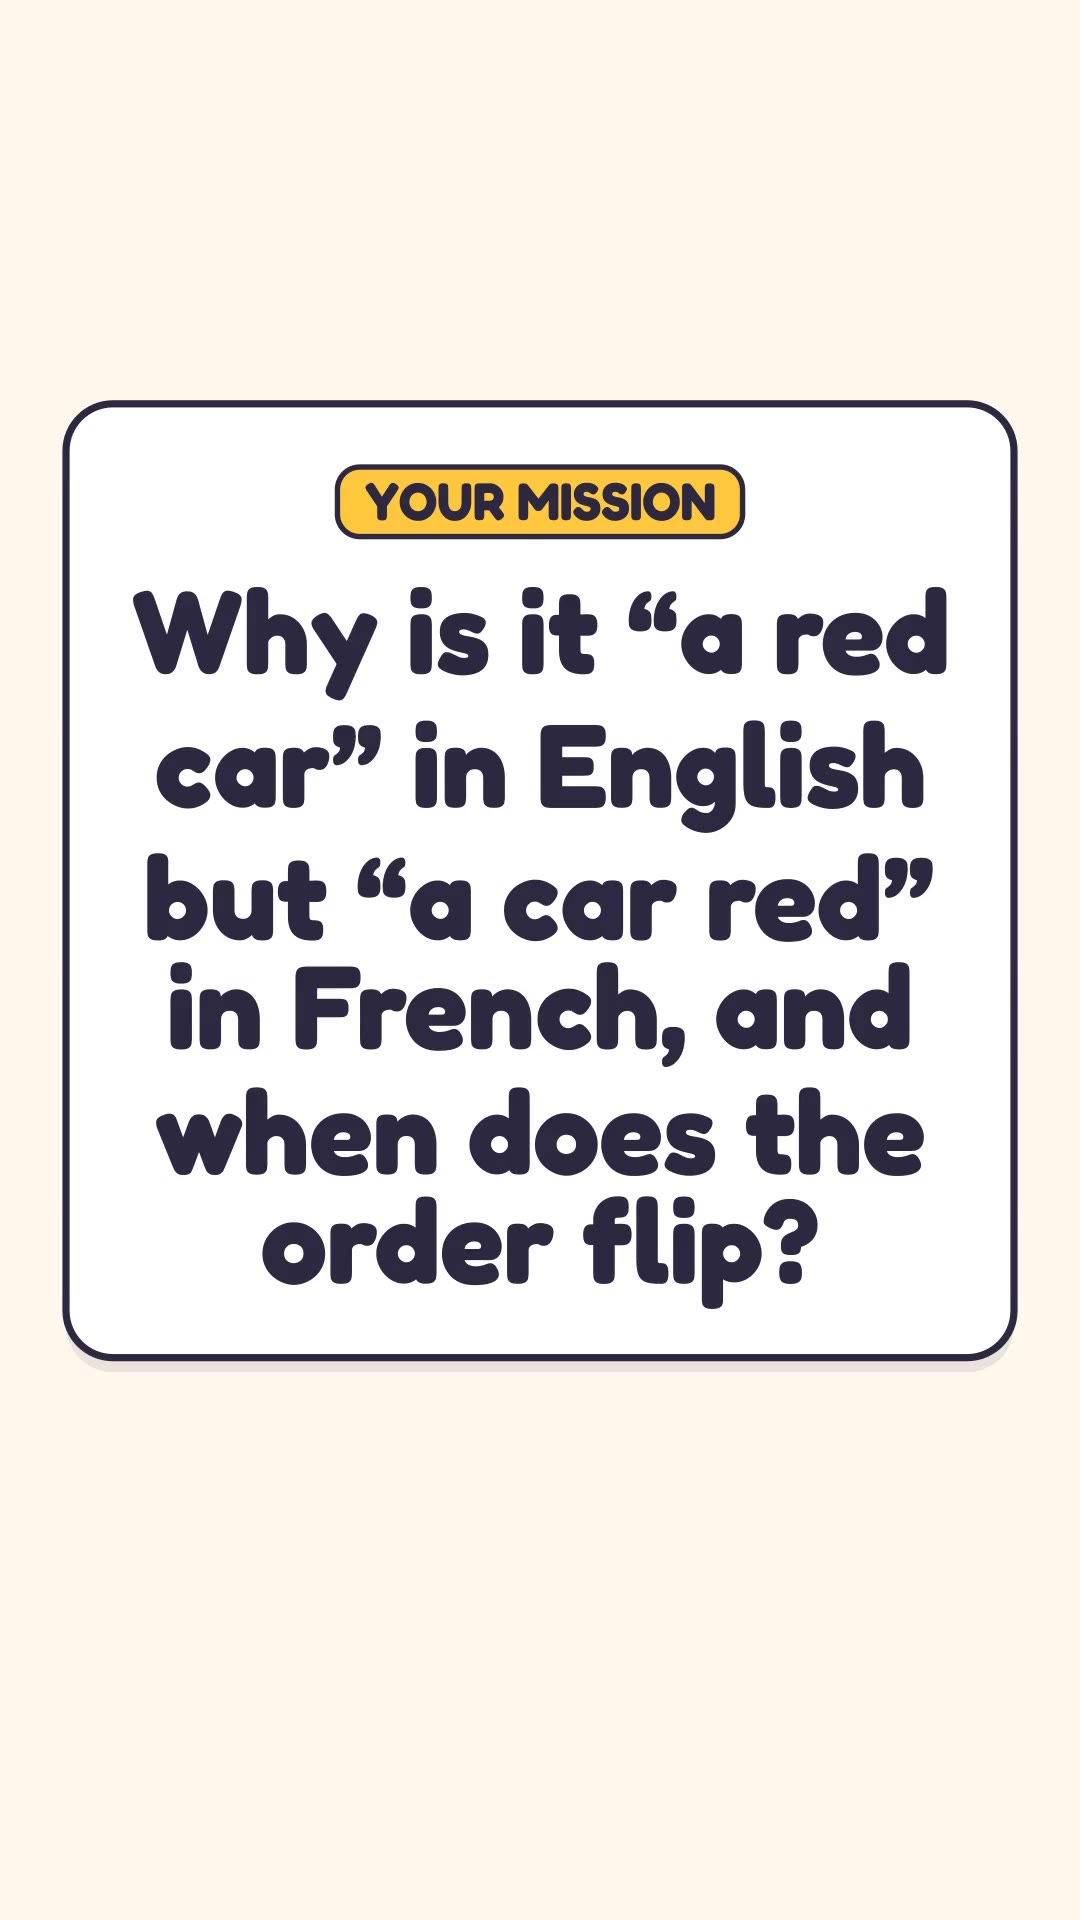 YOUR MISSION
Why is it “a red
car” in English
but “a car red”
in French, and
when does the
order flip?